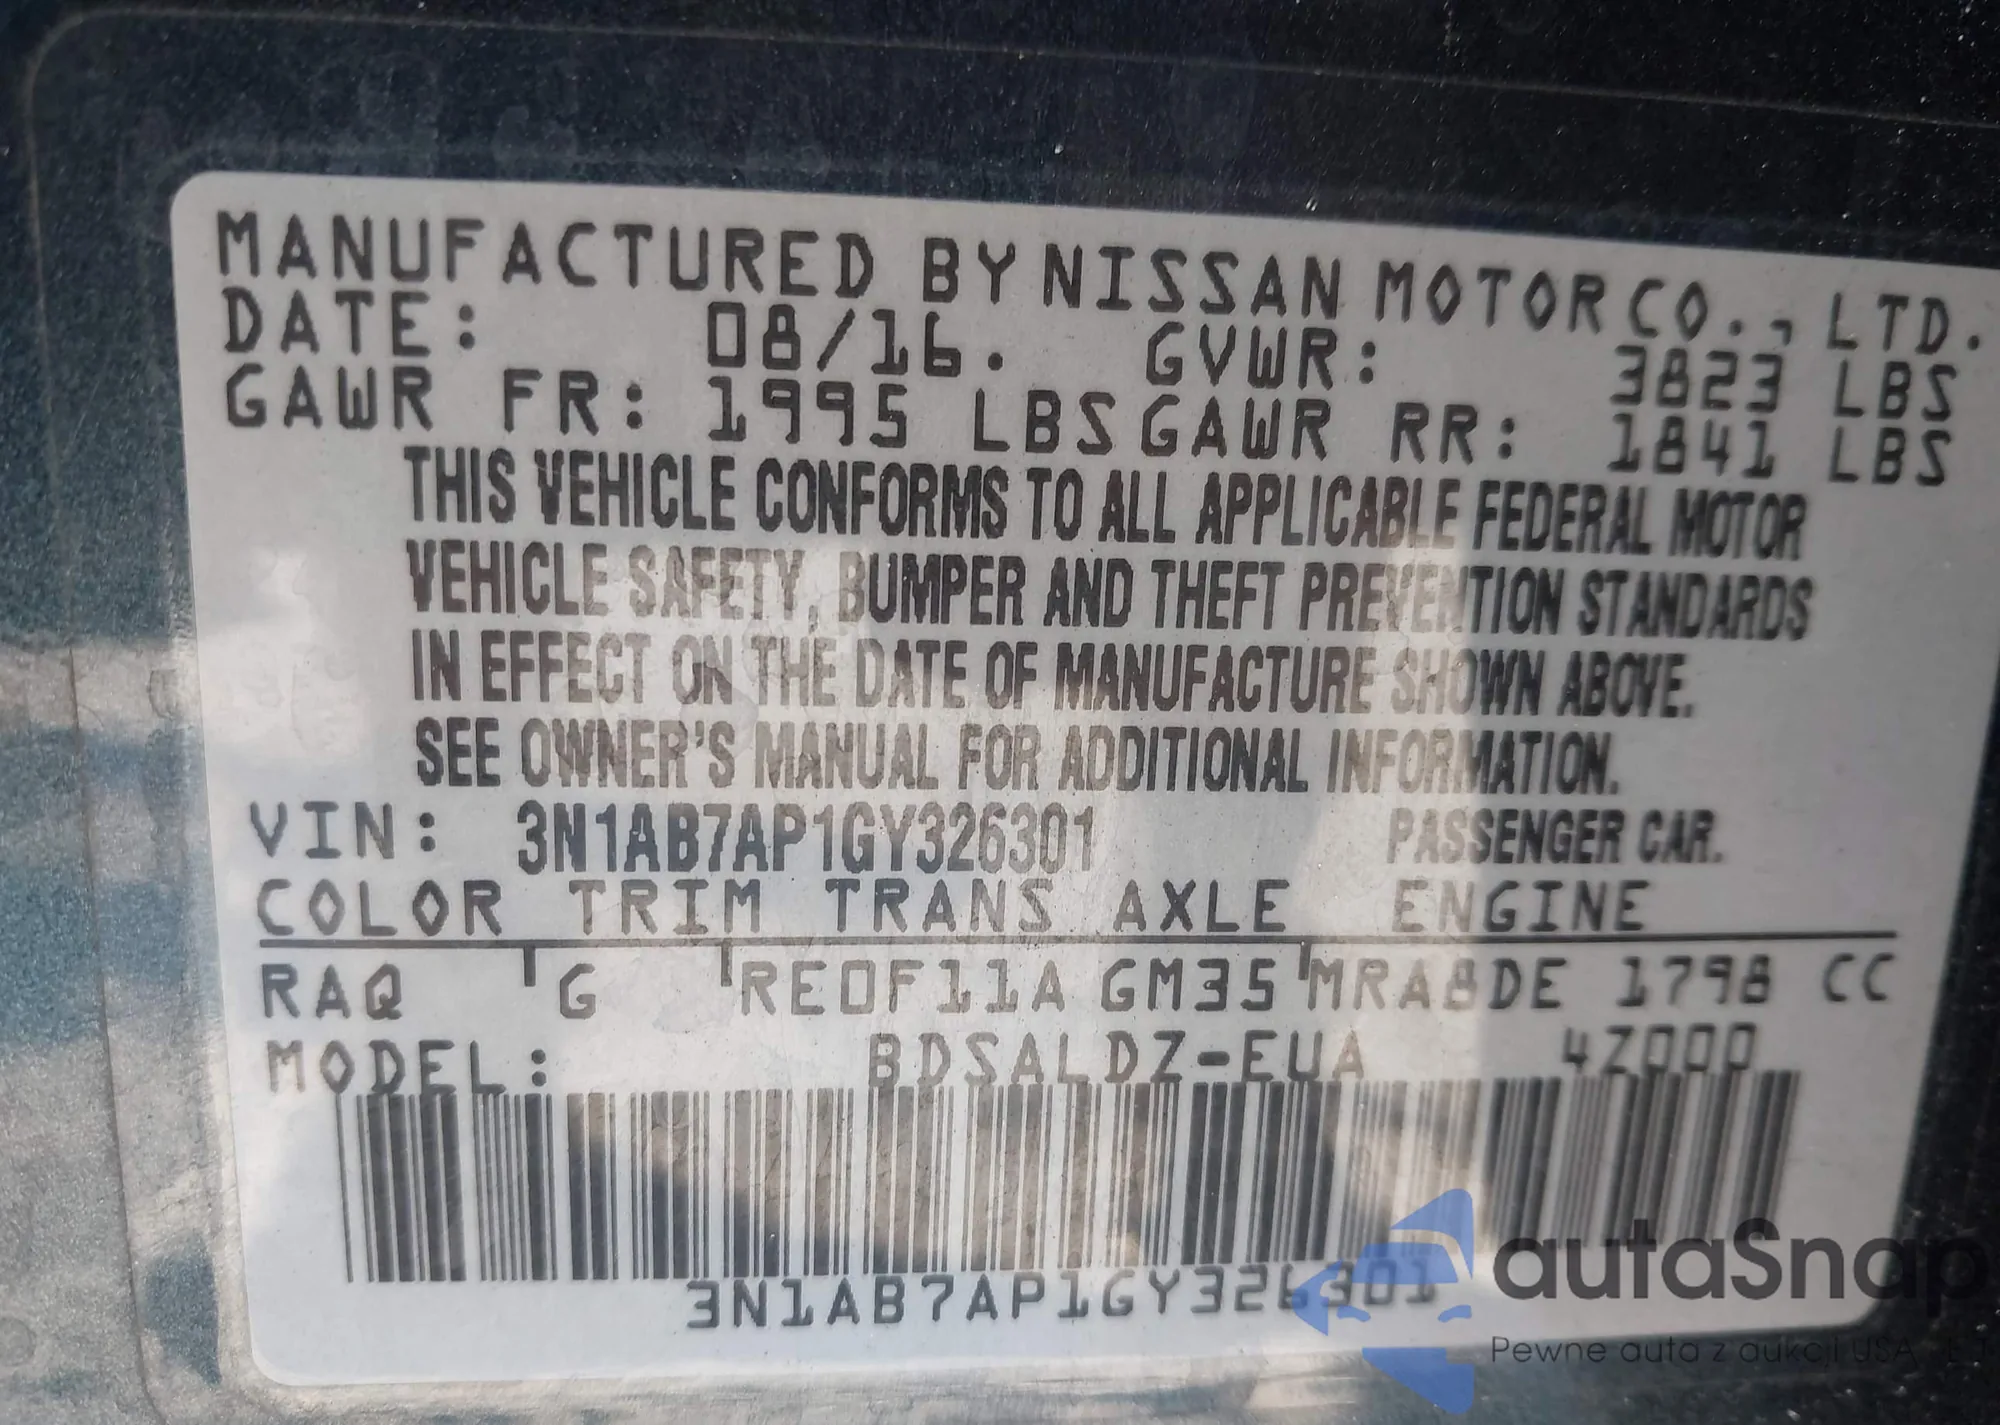 MANUFACTURED BY NISSAN MOTOR CO., LTD.
DATE: 08/16. GVWR: 3823 LBS
GAWR FR: 1995 LBS GAWR RR: 1841 LBS
THIS VEHICLE CONFORMS TO ALL APPLICABLE FEDERAL MOTOR
VEHICLE SAFETY, BUMPER AND THEFT PREVENTION STANDARDS
IN EFFECT ON THE DATE OF MANUFACTURE SHOWN ABOVE.
SEE OWNER'S MANUAL FOR ADDITIONAL INFORMATION.
VIN: 3N1AB7AP1GY326301 PASSENGER CAR.
COLOR TRIM TRANS AXLE ENGINE
RAQ G RE0F11A GM35 MRA8DE 1798 CC
MODEL: BDSALDZ-EUA 4Z000
3N1AB7AP1GY326301
autaSnap
Pewne auta z aukcji USA